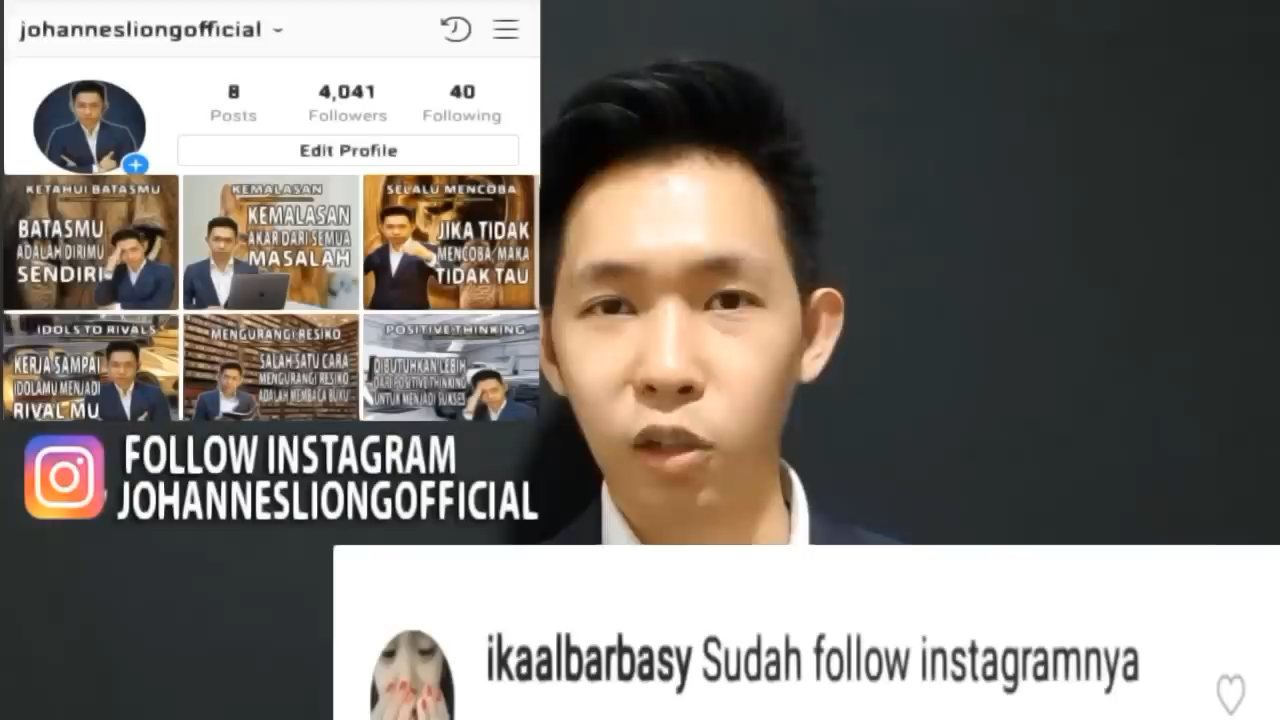 johannesliongofficial
8 4,041 40
Posts Followers Following
Edit Profile
KETAHUI BATASMU
BATASMU
ADALAH DIRIMU
SENDIRI
KEMALASAN
KEMALASAN
AKAR DARI SEMUA
MASALAH
SELALU MENCOBA
JIKA TIDAK
MENCOBA, MAKA
TIDAK TAU
IDOLS TO RIVALS
KERJA SAMPAI
IDOLAMU MENJADI
RIVAL MU
MENGURANGI RESIKO
SALAH SATU CARA
MENGURANGI RESIKO
ADALAH MEMBACA BUKU
POSITIVE THINKING
DIBUTUHKAN LEBIH
DARI POSITIVE THINKING
UNTUK MENJADI SUKSES
FOLLOW INSTAGRAM
JOHANNESLIONGOFFICIAL
ikaalbarbasy Sudah follow instagramnya